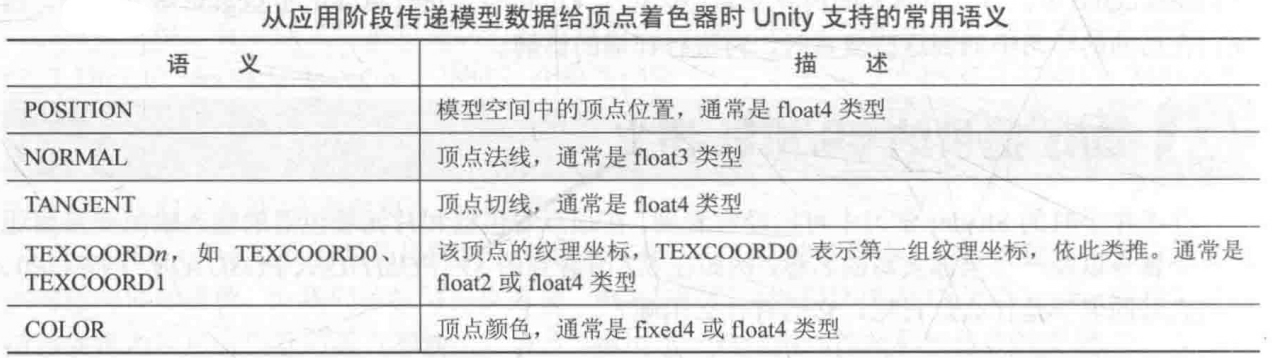 从应用阶段传递模型数据给顶点着色器时 Unity 支持的常用语义
语 义 描 述
POSITION 模型空间中的顶点位置，通常是 float4 类型
NORMAL 顶点法线，通常是 float3 类型
TANGENT 顶点切线，通常是 float4 类型
TEXCOORDn，如 TEXCOORD0、 该顶点的纹理坐标，TEXCOORD0 表示第一组纹理坐标，依此类推。通常是
TEXCOORD1 float2 或 float4 类型
COLOR 顶点颜色，通常是 fixed4 或 float4 类型